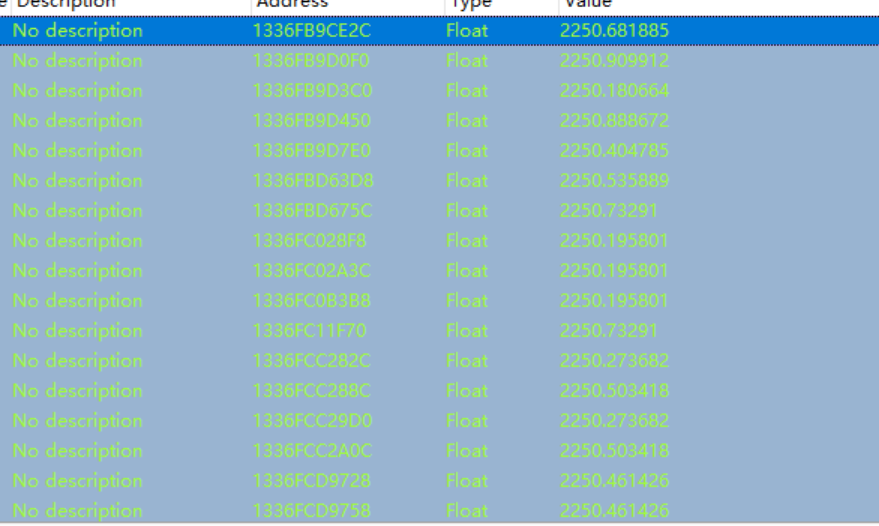 Description Address Type Value
No description 1336FB9CE2C Float 2250.681885
No description 1336FB9D0F0 Float 2250.909912
No description 1336FB9D3C0 Float 2250.180664
No description 1336FB9D450 Float 2250.888672
No description 1336FB9D7E0 Float 2250.404785
No description 1336FBD63D8 Float 2250.535889
No description 1336FBD675C Float 2250.73291
No description 1336FC028F8 Float 2250.195801
No description 1336FC02A3C Float 2250.195801
No description 1336FC0B3B8 Float 2250.195801
No description 1336FC11F70 Float 2250.73291
No description 1336FCC282C Float 2250.273682
No description 1336FCC288C Float 2250.503418
No description 1336FCC29D0 Float 2250.273682
No description 1336FCC2A0C Float 2250.503418
No description 1336FCD9728 Float 2250.461426
No description 1336FCD9758 Float 2250.461426